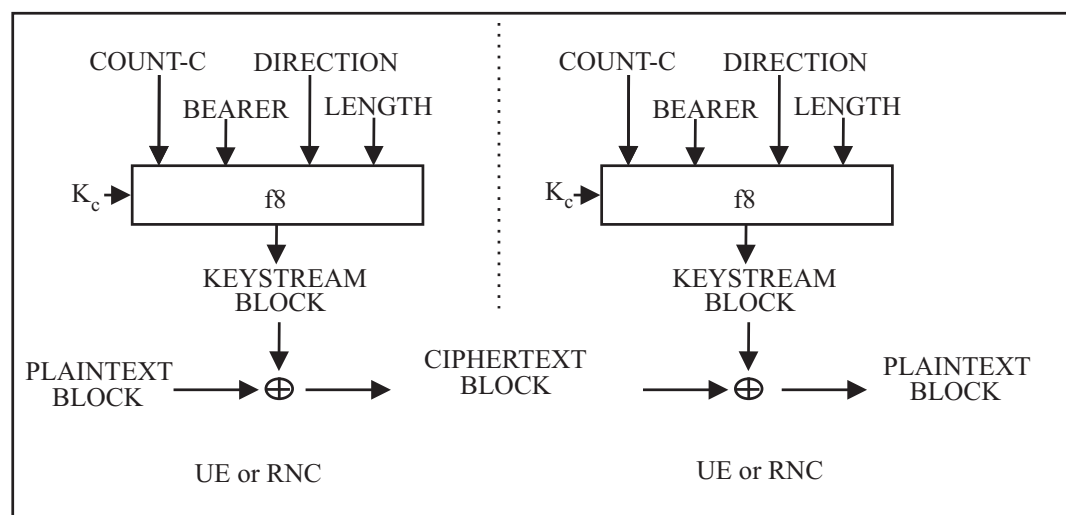 COUNT-C DIRECTION
BEARER LENGTH
Kc
f8
KEYSTREAM
BLOCK
PLAINTEXT
BLOCK
CIPHERTEXT
BLOCK
UE or RNC
COUNT-C DIRECTION
BEARER LENGTH
Kc
f8
KEYSTREAM
BLOCK
PLAINTEXT
BLOCK
UE or RNC